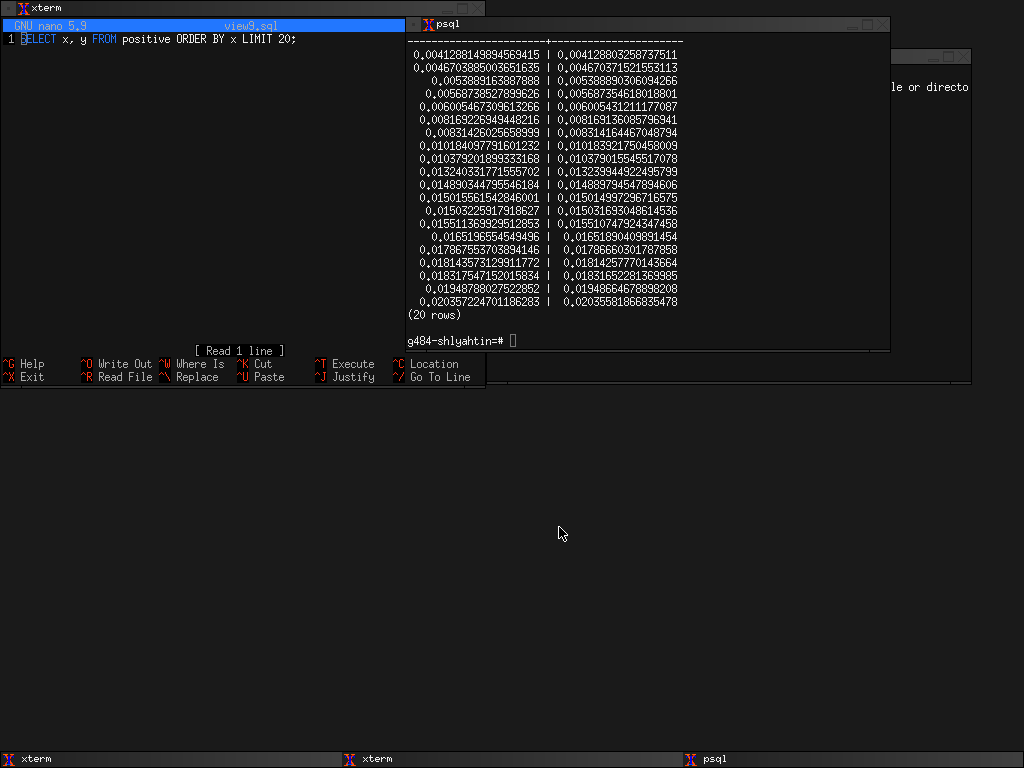 xterm
GNU nano 5.9 view9.sql
1 SELECT x, y FROM positive ORDER BY x LIMIT 20;
[ Read 1 line ]
^G Help ^O Write Out ^W Where Is ^K Cut ^T Execute ^C Location
^X Exit ^R Read File ^\ Replace ^U Paste ^J Justify ^/ Go To Line
psql
----------------------+----------------------
0.0041288149894569415 | 0.004128803258737511
0.0046703885003651635 | 0.004670371521553113
0.0053889163887888 | 0.005388890306094266
0.00568738527899626 | 0.005687354618018801
0.006005467309613266 | 0.006005431211177087
0.008169226949448216 | 0.008169136085796941
0.00831426025658999 | 0.008314164467048794
0.010184097791601232 | 0.010183921750458009
0.010379201899333168 | 0.010379015545517078
0.013240331771555702 | 0.013239944922495799
0.014890344795546184 | 0.014889794547894606
0.015015561542846001 | 0.015014997296716575
0.01503225917918627 | 0.015031693048614536
0.015511369929512853 | 0.015510747924347458
0.0165196554549496 | 0.01651890409891454
0.017867553703894146 | 0.0178660301787858
0.018143573129911772 | 0.01814257770143664
0.018317547152015834 | 0.01831652281369985
0.01948788027522852 | 0.01948664678898208
0.020357224701186283 | 0.02035581866835478
(20 rows)
g484-shlyahtin=#
le or directo
xterm
xterm
psql